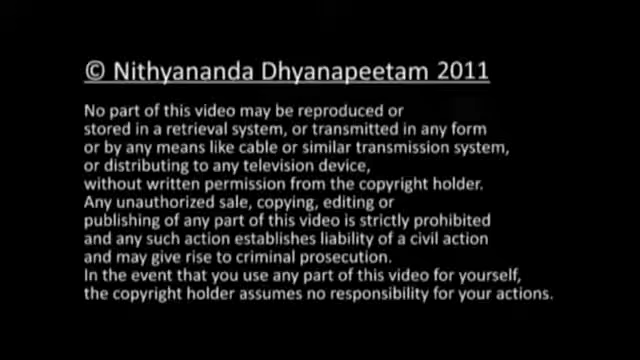 © Nithyananda Dhyanapeetam 2011
No part of this video may be reproduced or
stored in a retrieval system, or transmitted in any form
or by any means like cable or similar transmission system,
or distributing to any television device,
without written permission from the copyright holder.
Any unauthorized sale, copying, editing or
publishing of any part of this video is strictly prohibited
and any such action establishes liability of a civil action
and may give rise to criminal prosecution.
In the event that you use any part of this video for yourself,
the copyright holder assumes no responsibility for your actions.